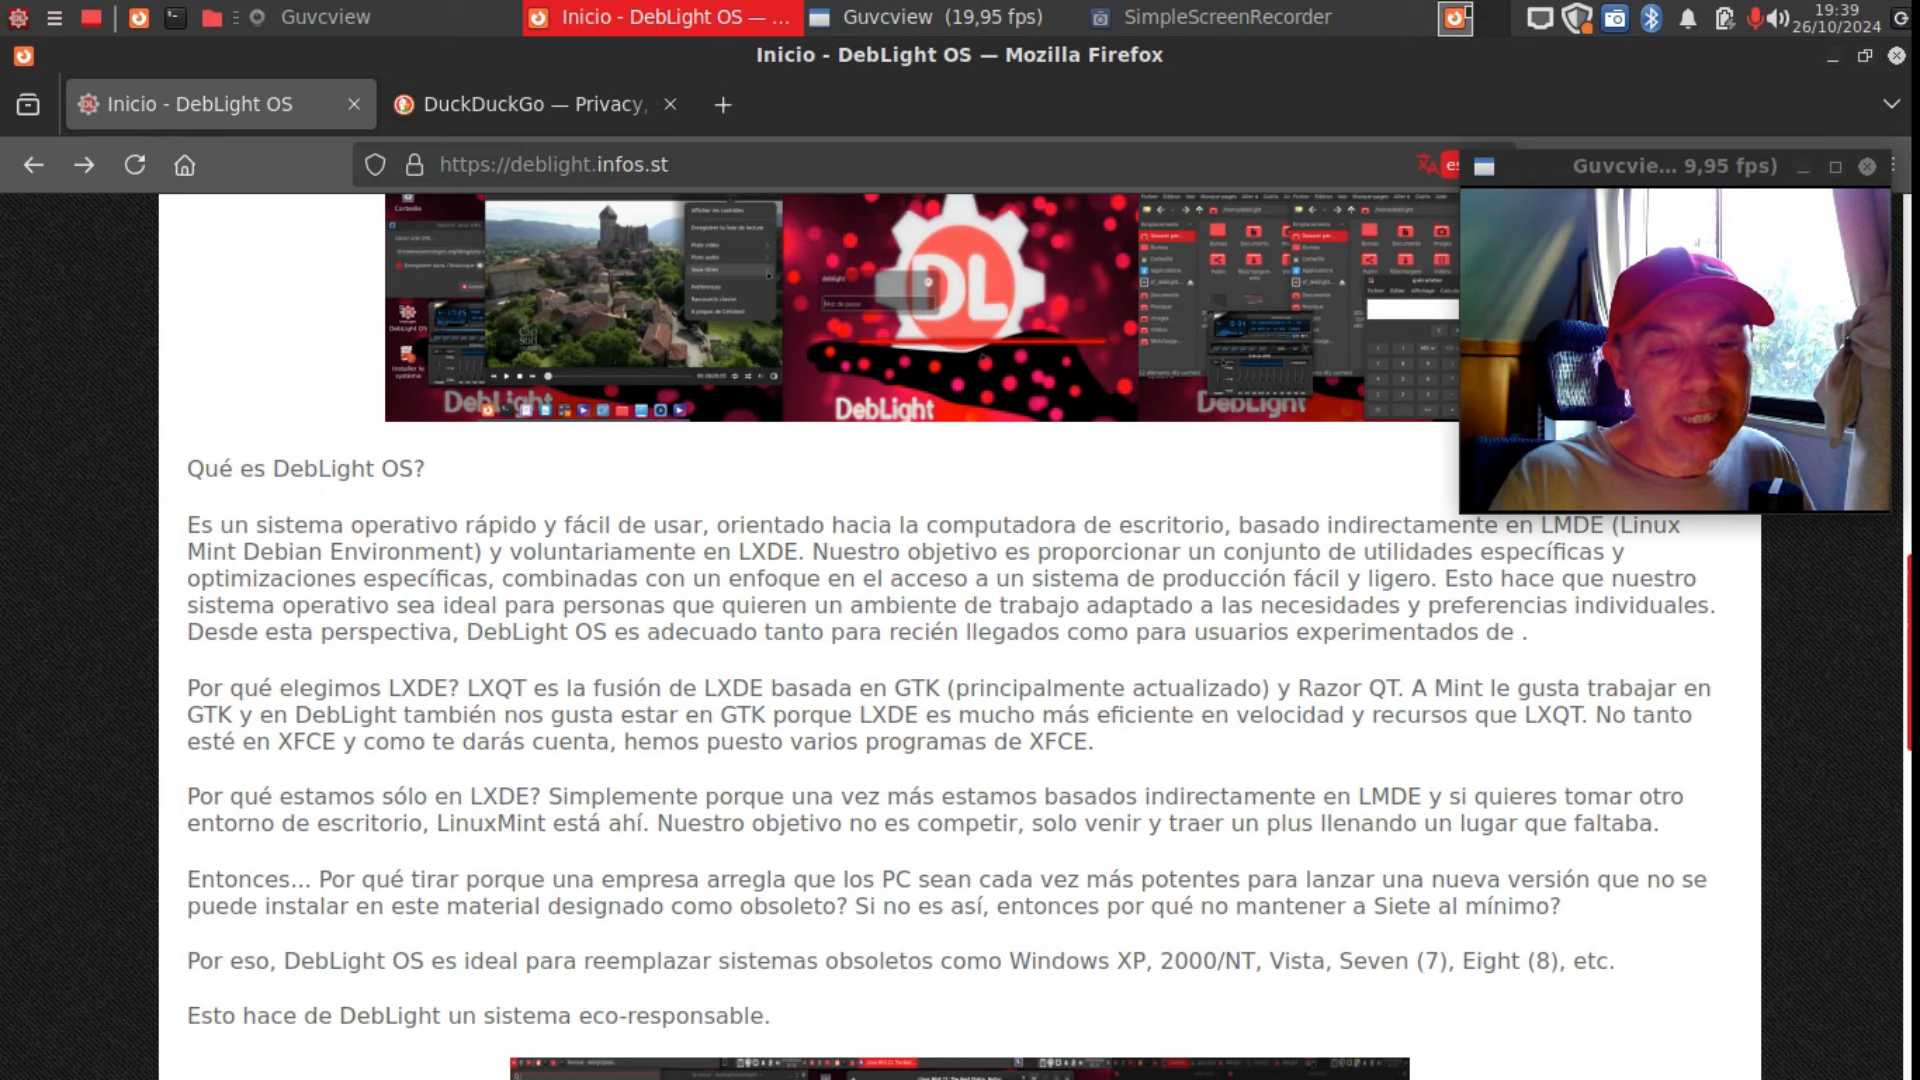 Guvcview
Inicio - DebLight OS — ...
Guvcview (19,95 fps)
SimpleScreenRecorder
19:39
26/10/2024
Inicio - DebLight OS — Mozilla Firefox
Inicio - DebLight OS
DuckDuckGo — Privacy,
https://deblight.infos.st
es
Guvcvie... 9,95 fps)
DL
DebLight
DebLight
DebLight
Qué es DebLight OS?
Es un sistema operativo rápido y fácil de usar, orientado hacia la computadora de escritorio, basado indirectamente en LMDE (Linux
Mint Debian Environment) y voluntariamente en LXDE. Nuestro objetivo es proporcionar un conjunto de utilidades específicas y
optimizaciones específicas, combinadas con un enfoque en el acceso a un sistema de producción fácil y ligero. Esto hace que nuestro
sistema operativo sea ideal para personas que quieren un ambiente de trabajo adaptado a las necesidades y preferencias individuales.
Desde esta perspectiva, DebLight OS es adecuado tanto para recién llegados como para usuarios experimentados de .
Por qué elegimos LXDE? LXQT es la fusión de LXDE basada en GTK (principalmente actualizado) y Razor QT. A Mint le gusta trabajar en
GTK y en DebLight también nos gusta estar en GTK porque LXDE es mucho más eficiente en velocidad y recursos que LXQT. No tanto
esté en XFCE y como te darás cuenta, hemos puesto varios programas de XFCE.
Por qué estamos sólo en LXDE? Simplemente porque una vez más estamos basados indirectamente en LMDE y si quieres tomar otro
entorno de escritorio, LinuxMint está ahí. Nuestro objetivo no es competir, solo venir y traer un plus llenando un lugar que faltaba.
Entonces... Por qué tirar porque una empresa arregla que los PC sean cada vez más potentes para lanzar una nueva versión que no se
puede instalar en este material designado como obsoleto? Si no es así, entonces por qué no mantener a Siete al mínimo?
Por eso, DebLight OS es ideal para reemplazar sistemas obsoletos como Windows XP, 2000/NT, Vista, Seven (7), Eight (8), etc.
Esto hace de DebLight un sistema eco-responsable.